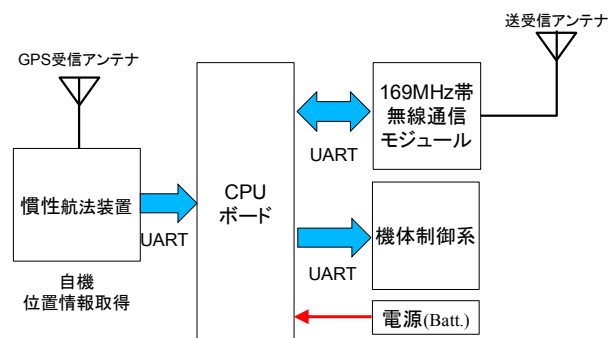 送受信アンテナ
GPS受信アンテナ
169MHz帯
無線通信
モジュール
UART
CPU
ボード
慣性航法装置
UART
機体制御系
UART
自機
位置情報取得
電源(Batt.)